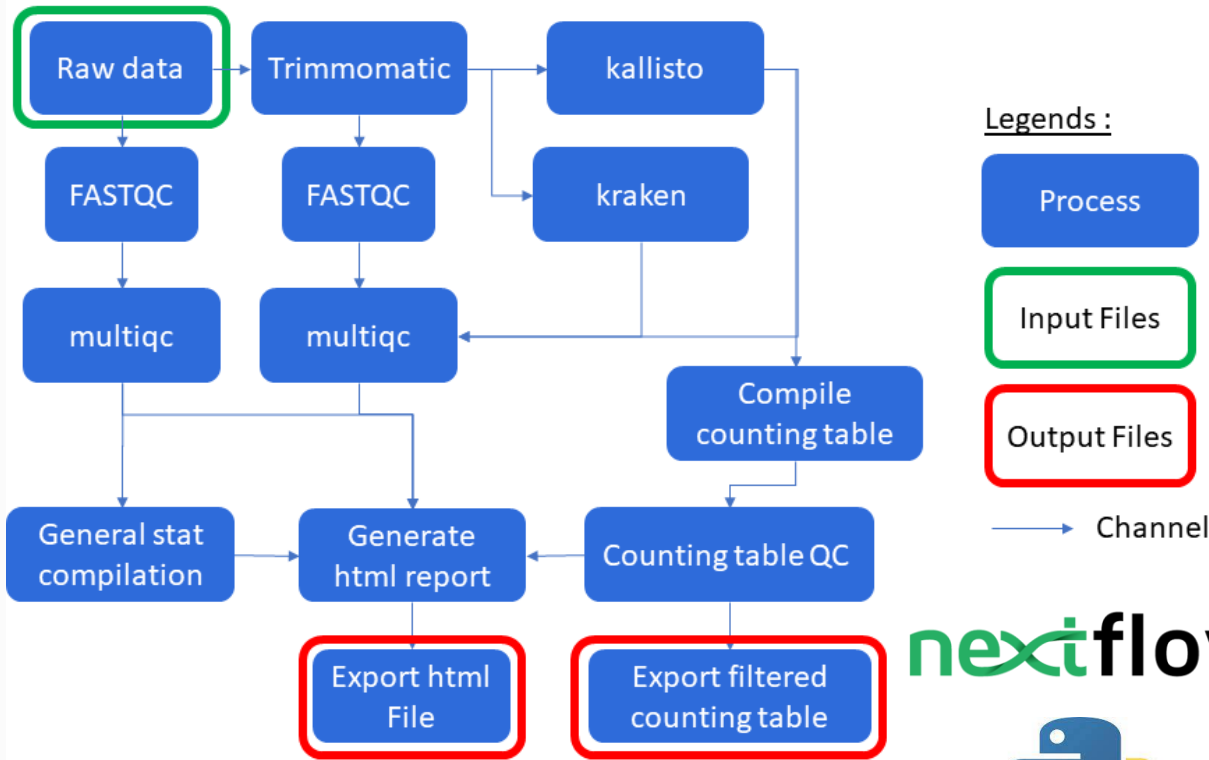 Raw data
Trimmomatic
kallisto
Legends :
FASTQC
FASTQC
kraken
Process
multiqc
multiqc
Input Files
Compile
counting table
Output Files
Channel
General stat
compilation
Generate
html report
Counting table QC
nextflov
Export html
File
Export filtered
counting table